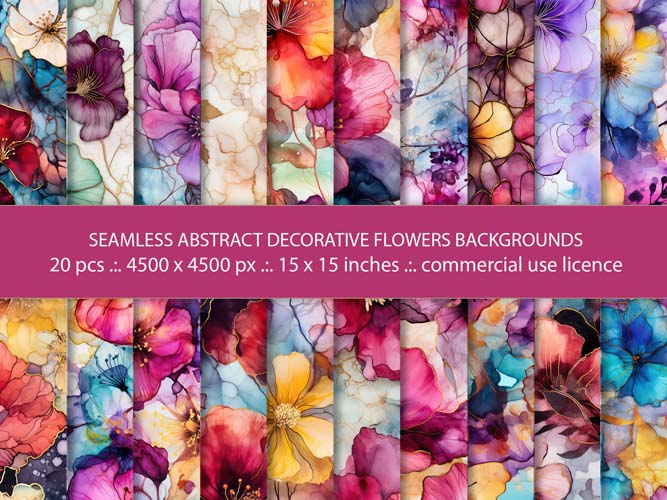 SEAMLESS ABSTRACT DECORATIVE FLOWERS BACKGROUNDS
20 pcs .:. 4500 x 4500 px .:. 15 x 15 inches .:. commercial use licence